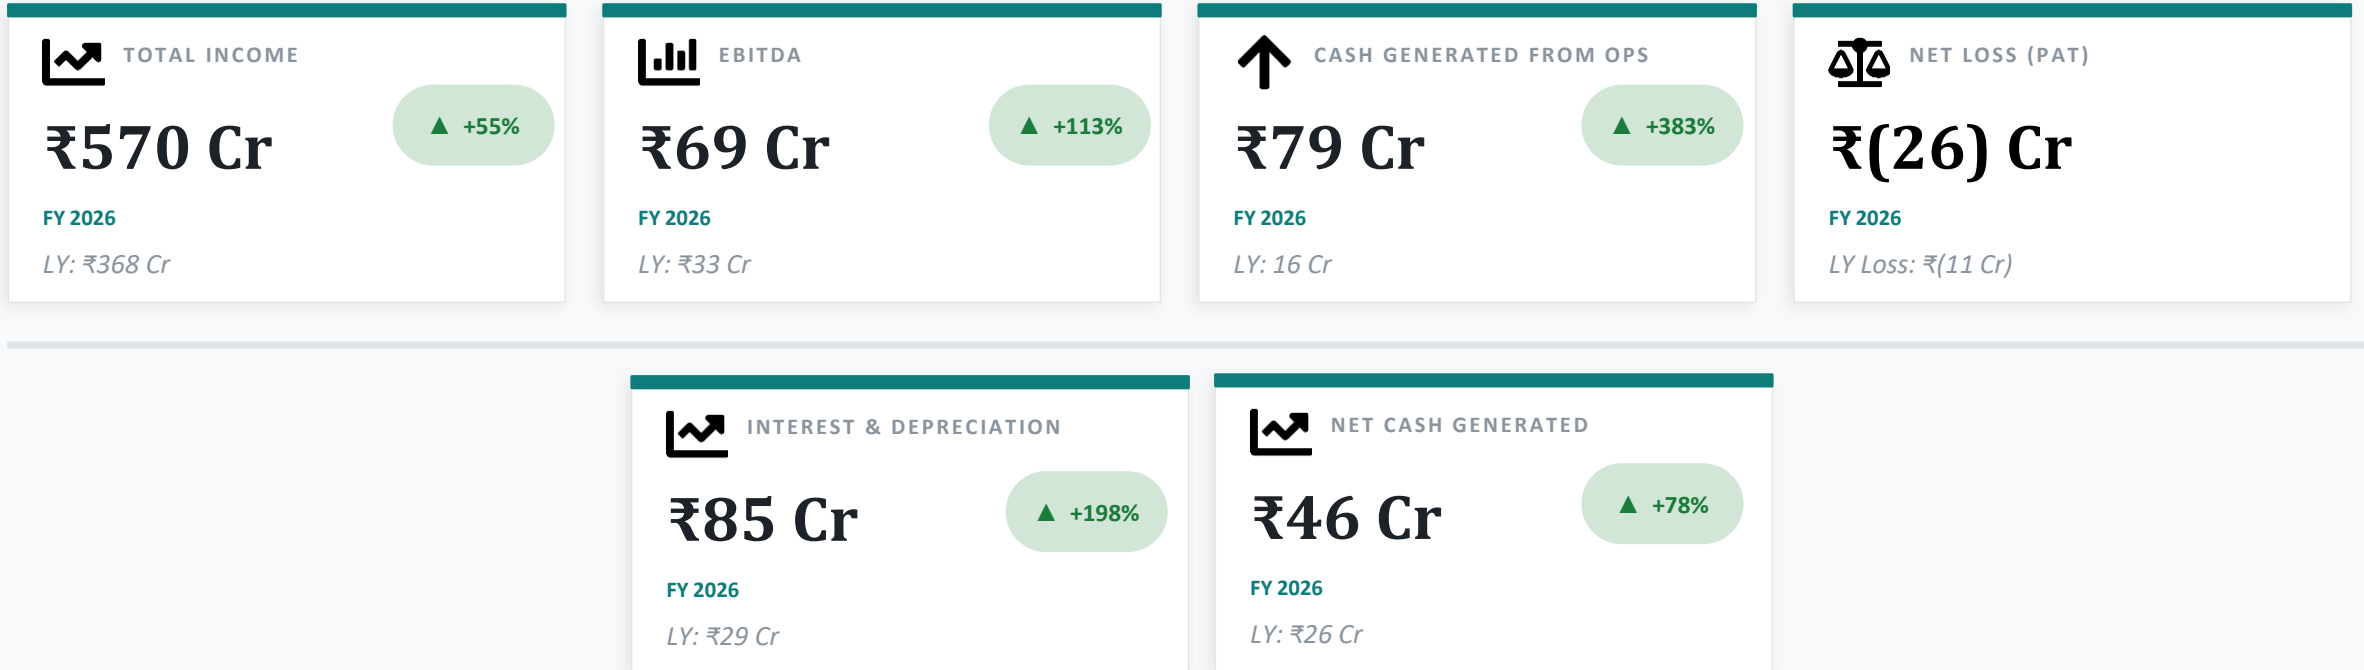 TOTAL INCOME
▲ +55%
₹570 Cr
FY 2026
LY: ₹368 Cr
EBITDA
▲ +113%
₹69 Cr
FY 2026
LY: ₹33 Cr
CASH GENERATED FROM OPS
▲ +383%
₹79 Cr
FY 2026
LY: 16 Cr
NET LOSS (PAT)
₹(26) Cr
FY 2026
LY Loss: ₹(11 Cr)
INTEREST & DEPRECIATION
▲ +198%
₹85 Cr
FY 2026
LY: ₹29 Cr
NET CASH GENERATED
▲ +78%
₹46 Cr
FY 2026
LY: ₹26 Cr